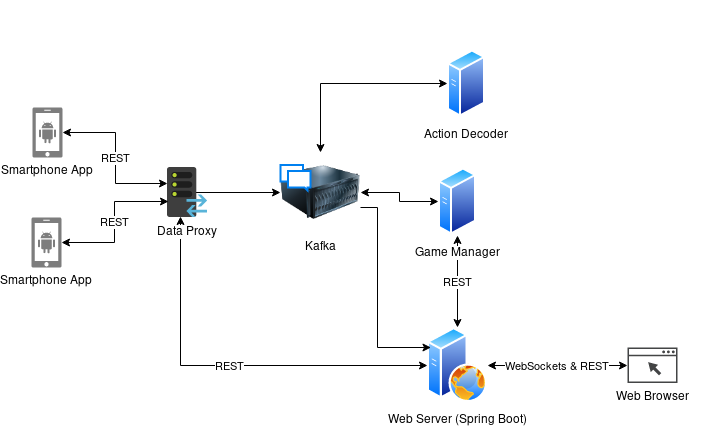 Action Decoder
REST
Smartphone App
REST
Data Proxy
Kafka
Game Manager
Smartphone App
REST
REST
WebSockets & REST
Web Browser
Web Server (Spring Boot)